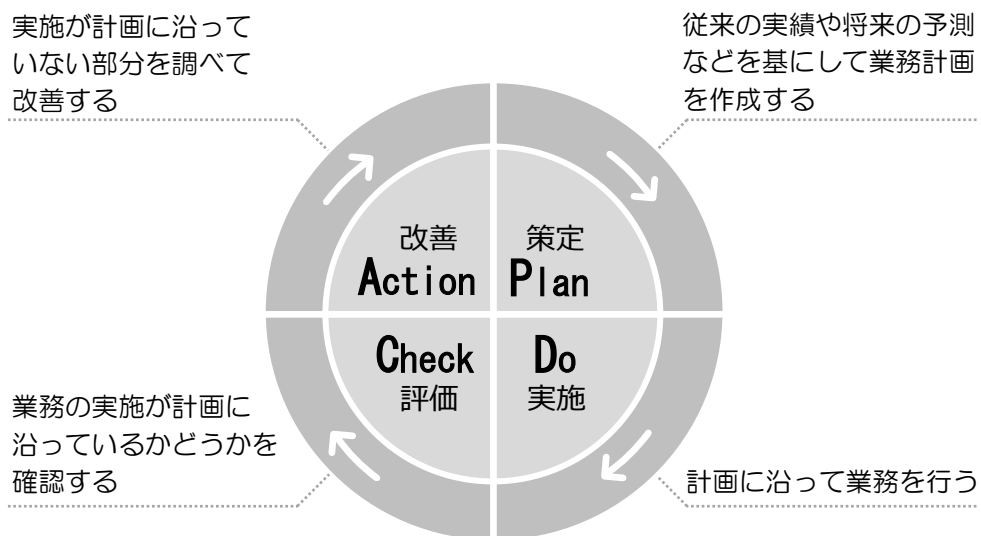 実施が計画に沿って
いない部分を調べて
改善する
従来の実績や将来の予測
などを基にして業務計画
を作成する
改善
Action
策定
Plan
Check
評価
Do
実施
業務の実施が計画に
沿っているかどうかを
確認する
計画に沿って業務を行う